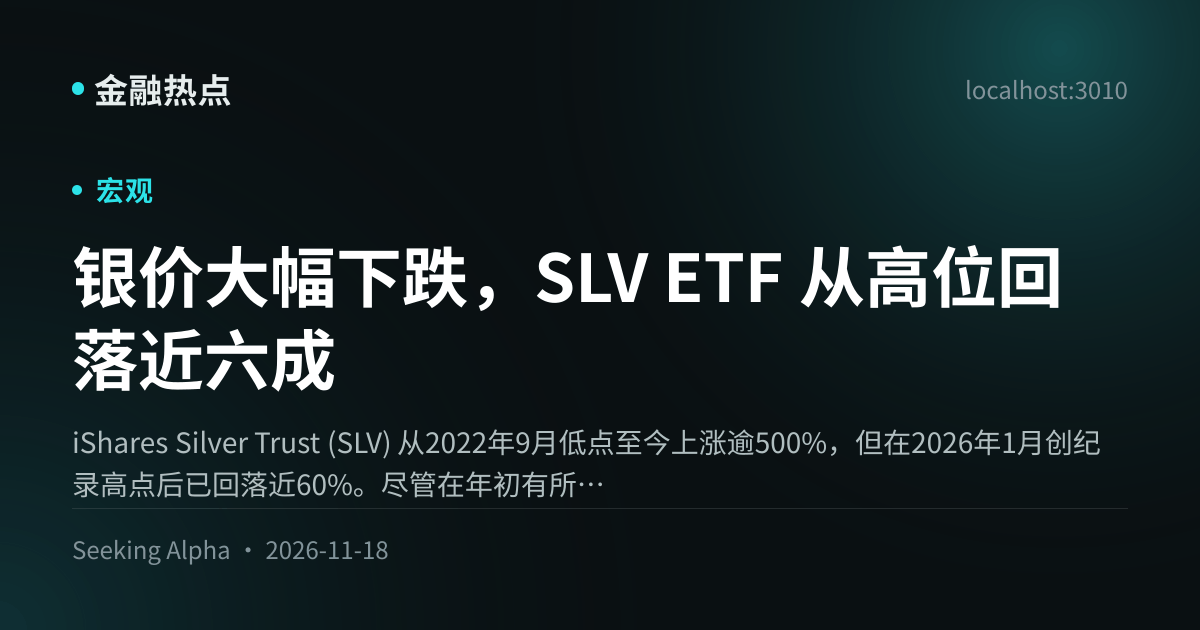 金融热点
localhost:3010
宏观
银价大幅下跌，SLV ETF 从高位回
落近六成
iShares Silver Trust (SLV) 从2022年9月低点至今上涨逾500%，但在2026年1月创纪
录高点后已回落近60%。尽管在年初有所…
Seeking Alpha · 2026-11-18